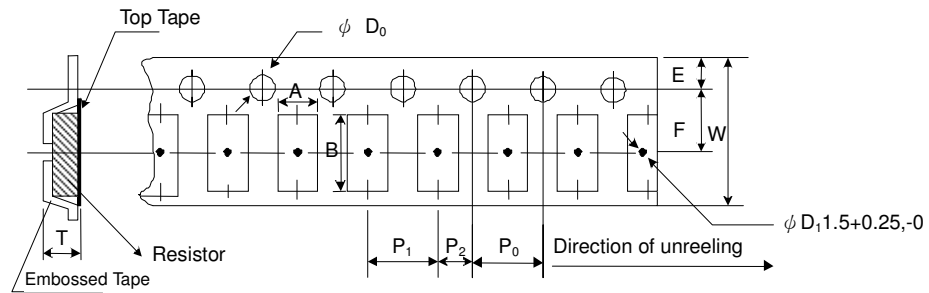 Top Tape
ϕ D₀
E
A
F
W
B
ϕ D₁1.5+0.25,-0
T
P₁
P₂
P₀
Direction of unreeling
Resistor
Embossed Tape